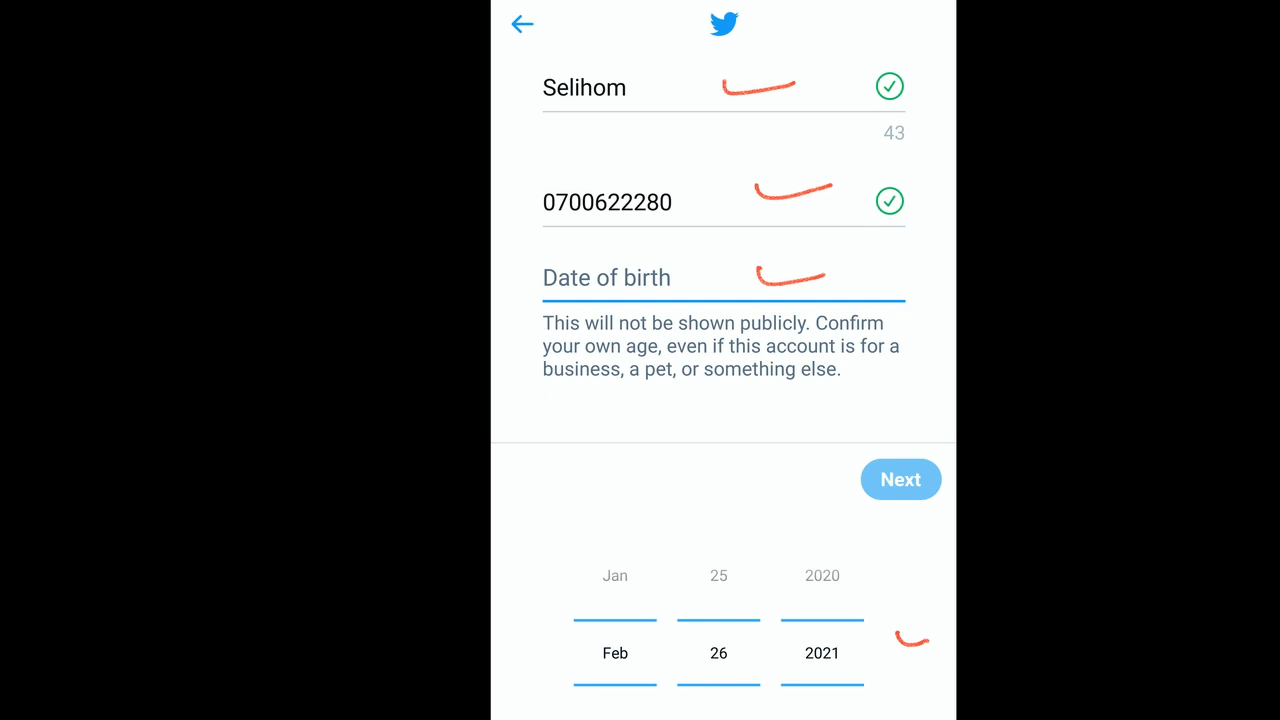 Selihom
43
0700622280
Date of birth
This will not be shown publicly. Confirm
your own age, even if this account is for a
business, a pet, or something else.
Next
Jan 25 2020
Feb 26 2021